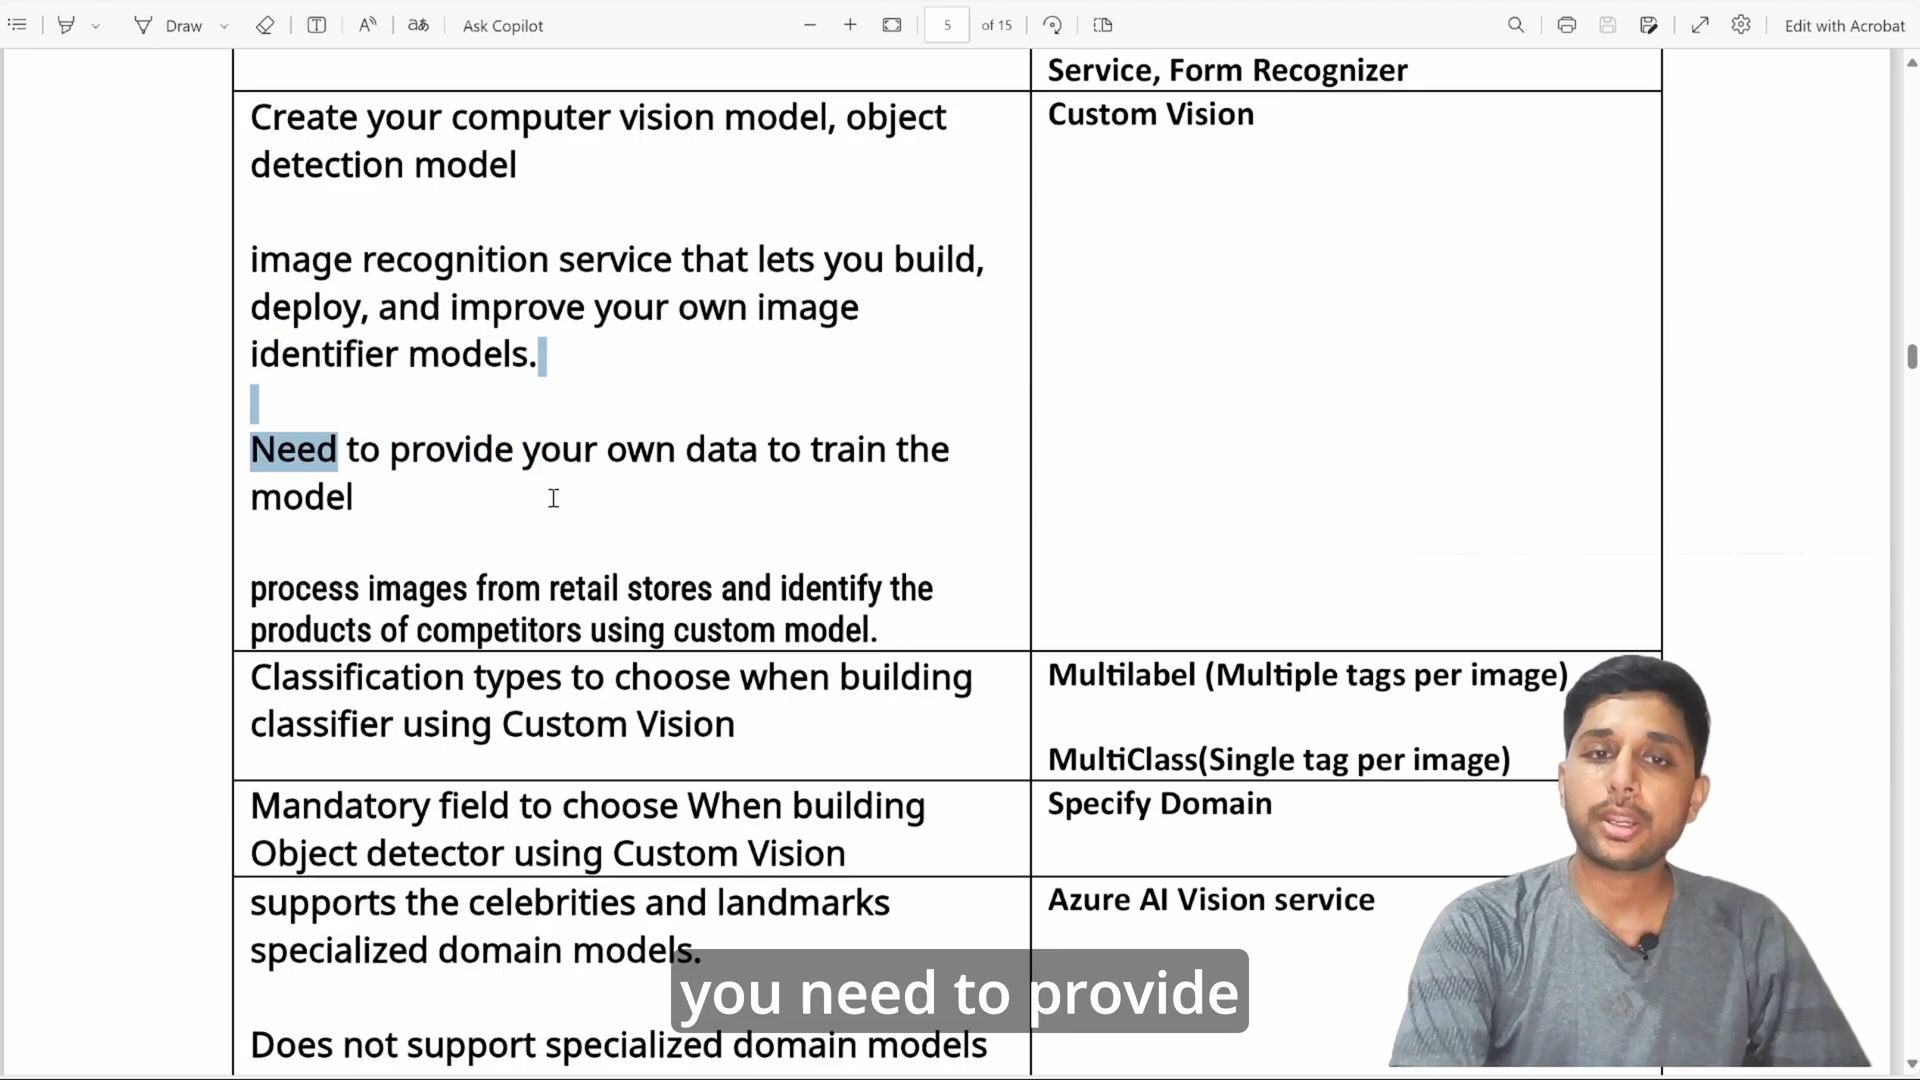 Draw
Ask Copilot
5
of 15
Edit with Acrobat
Service, Form Recognizer
Create your computer vision model, object
detection model
Custom Vision
image recognition service that lets you build,
deploy, and improve your own image
identifier models.
Need to provide your own data to train the
model
process images from retail stores and identify the
products of competitors using custom model.
Classification types to choose when building
classifier using Custom Vision
Multilabel (Multiple tags per image)
MultiClass(Single tag per image)
Mandatory field to choose When building
Object detector using Custom Vision
Specify Domain
supports the celebrities and landmarks
specialized domain models.
Azure AI Vision service
you need to provide
Does not support specialized domain models